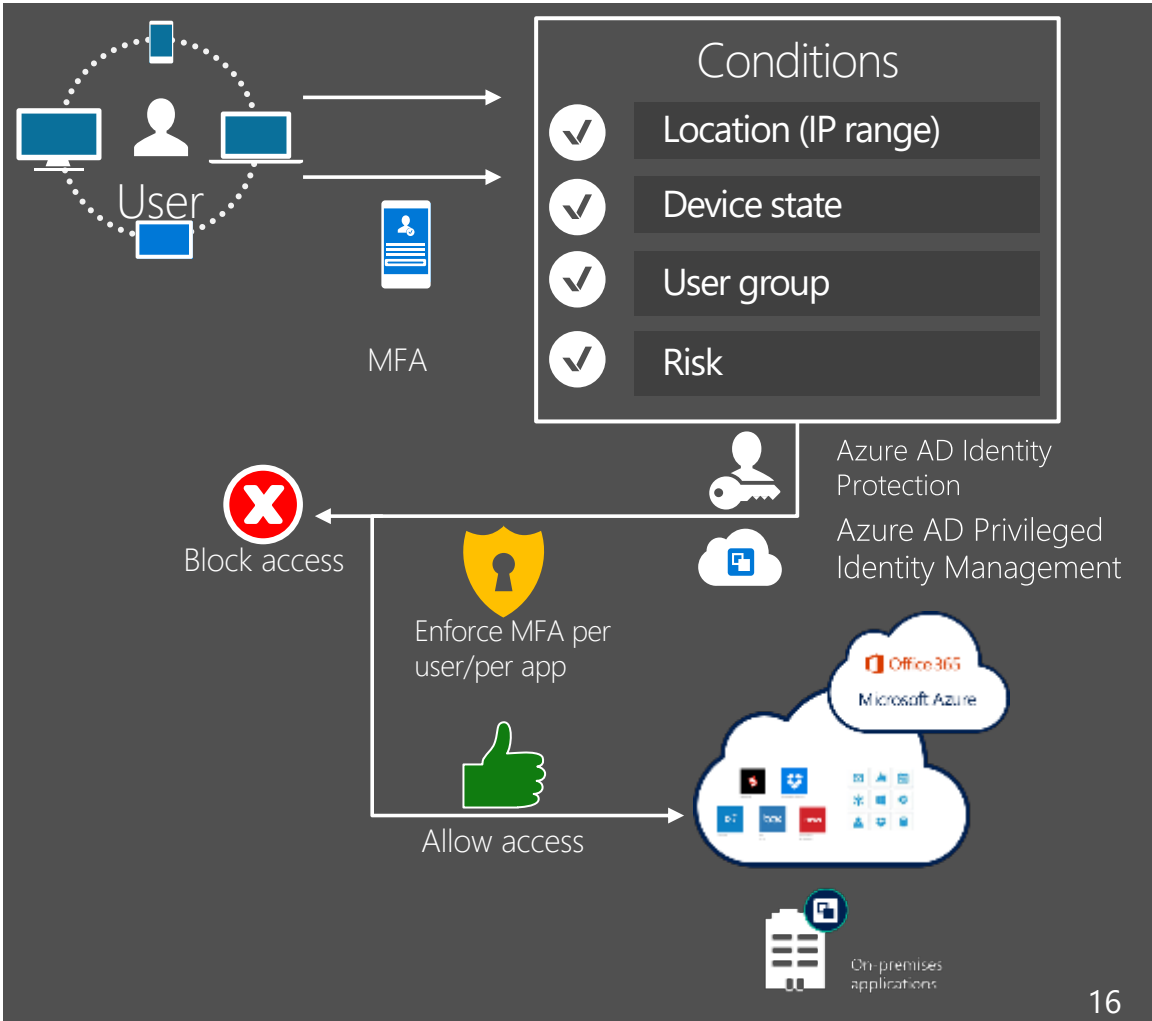 Conditions
Location (IP range)
Device state
User group
Risk
User
MFA
Azure AD Identity
Protection
Azure AD Privileged
Identity Management
Block access
Enforce MFA per
user/per app
Office 365
Microsoft Azure
box
Allow access
On-premises
applications
16